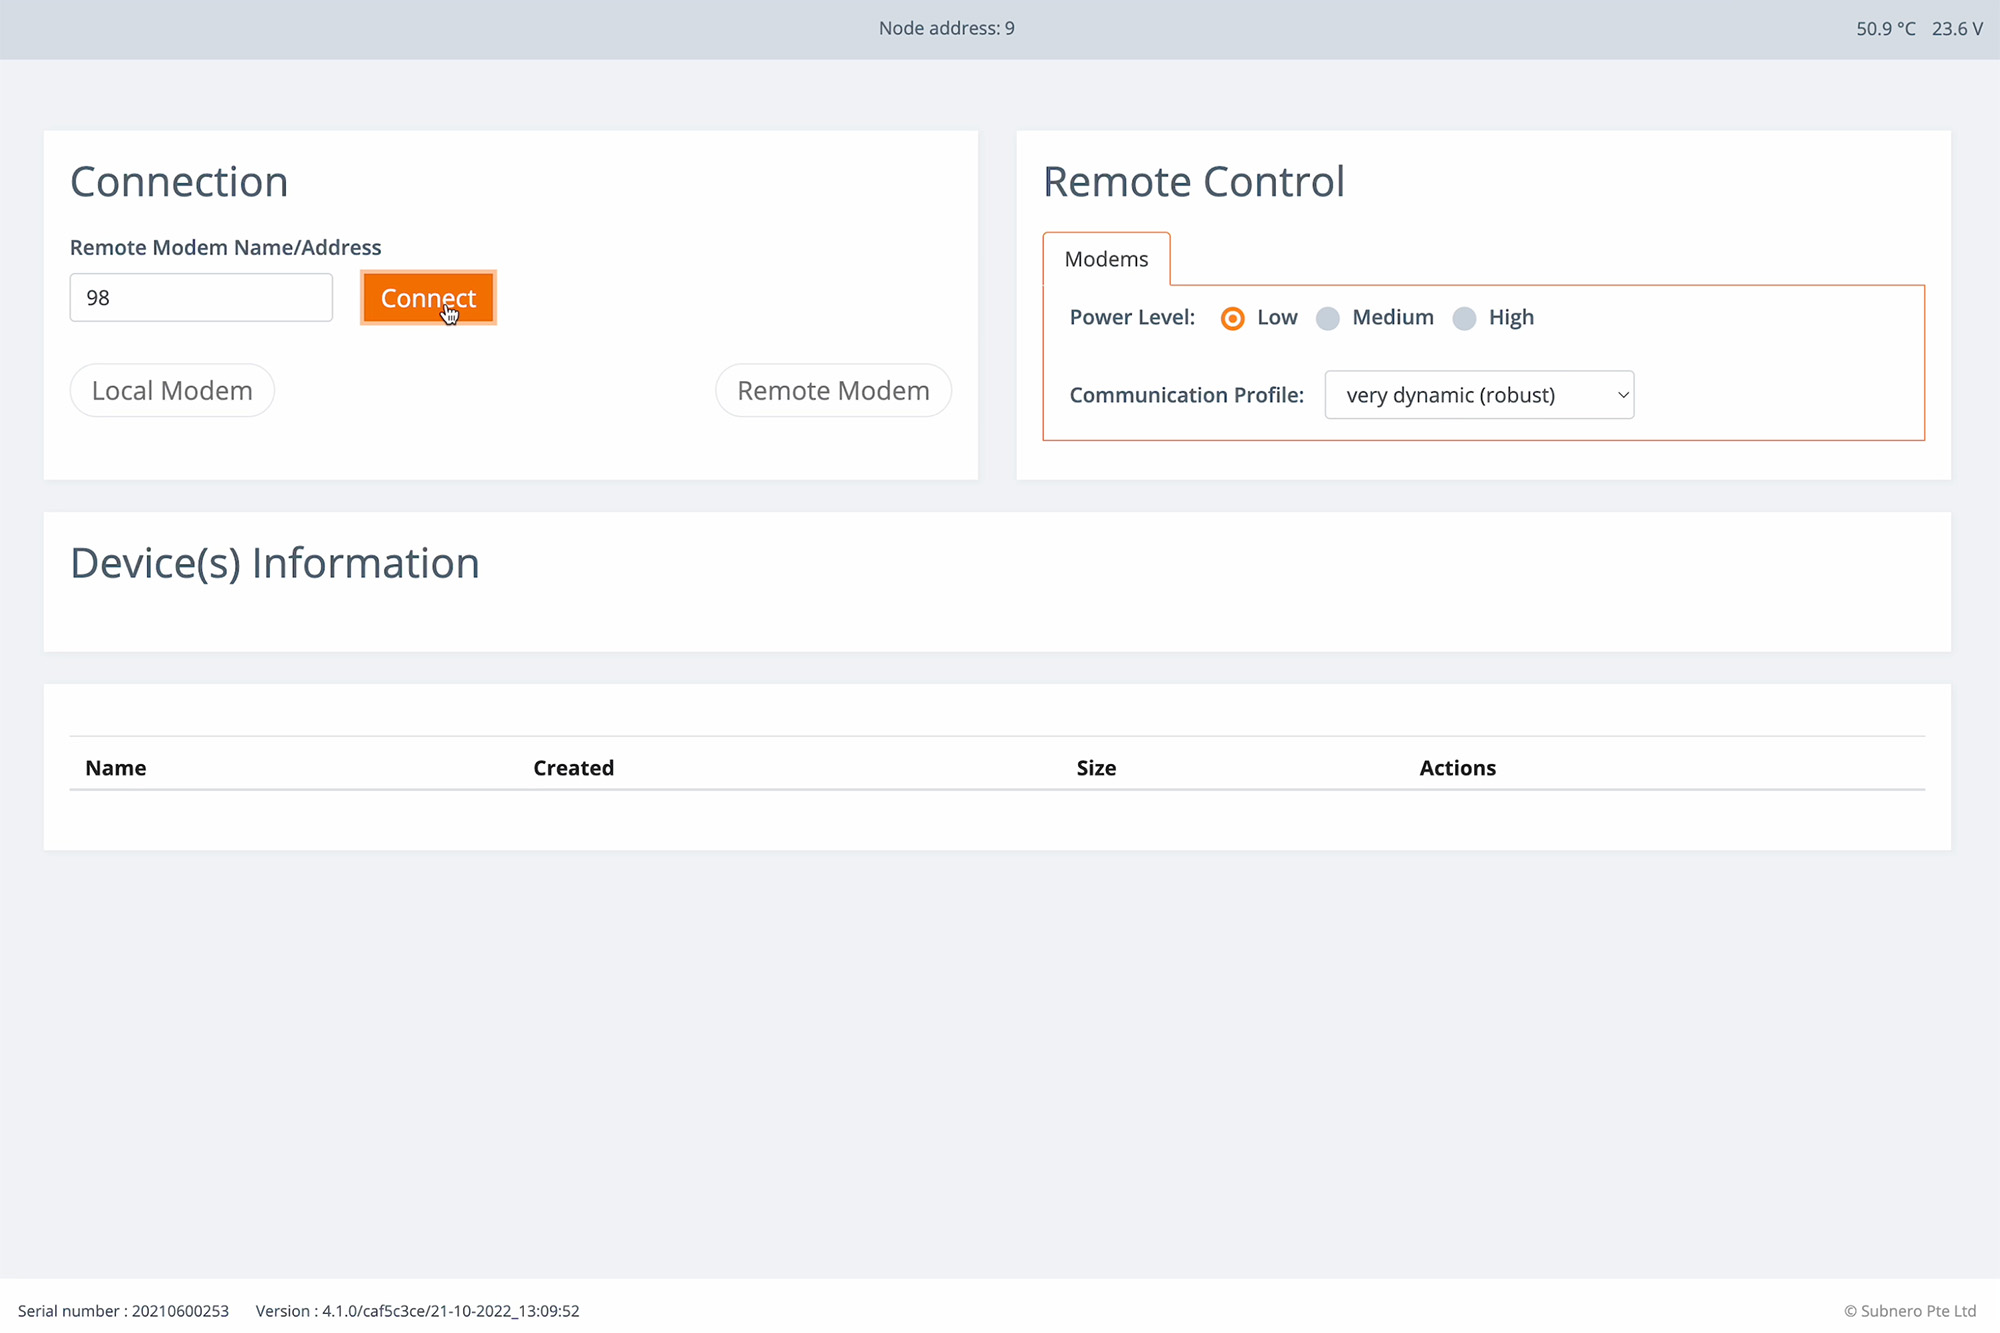 Node address: 9
50.9 °C 23.6 V
Connection
Remote Modem Name/Address
98
Connect
Local Modem
Remote Modem
Remote Control
Modems
Power Level: Low Medium High
Communication Profile: very dynamic (robust)
Device(s) Information
Name Created Size Actions
Serial number : 20210600253 Version : 4.1.0/caf5c3ce/21-10-2022_13:09:52
© Subnero Pte Ltd